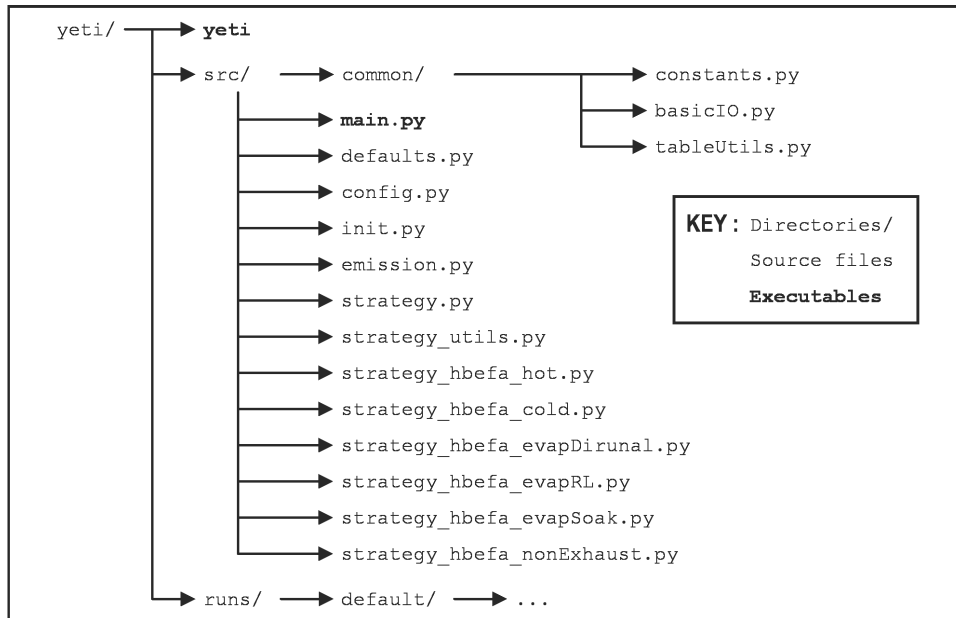 yeti/ yeti
src/ common/ constants.py
basicIO.py
main.py
tableUtils.py
defaults.py
config.py
init.py
emission.py
strategy.py
strategy_utils.py
strategy_hbefa_hot.py
strategy_hbefa_cold.py
strategy_hbefa_evapDirunal.py
strategy_hbefa_evapRL.py
strategy_hbefa_evapSoak.py
strategy_hbefa_nonExhaust.py
runs/ default/ ...
KEY: Directories/
Source files
Executables